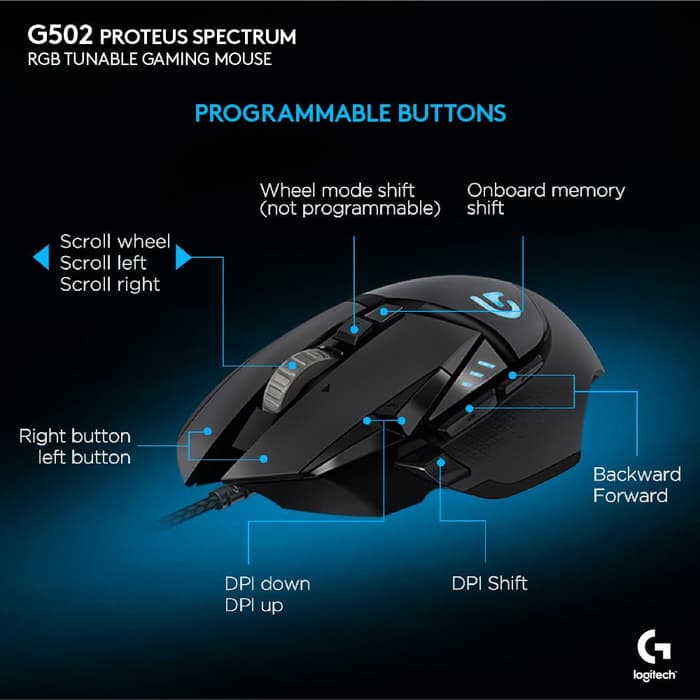 G502 PROTEUS SPECTRUM
RGB TUNABLE GAMING MOUSE
PROGRAMMABLE BUTTONS
Wheel mode shift
(not programmable)
Onboard memory
shift
Scroll wheel
Scroll left
Scroll right
Right button
left button
Backward
Forward
DPI down
DPI up
DPI Shift
logitech